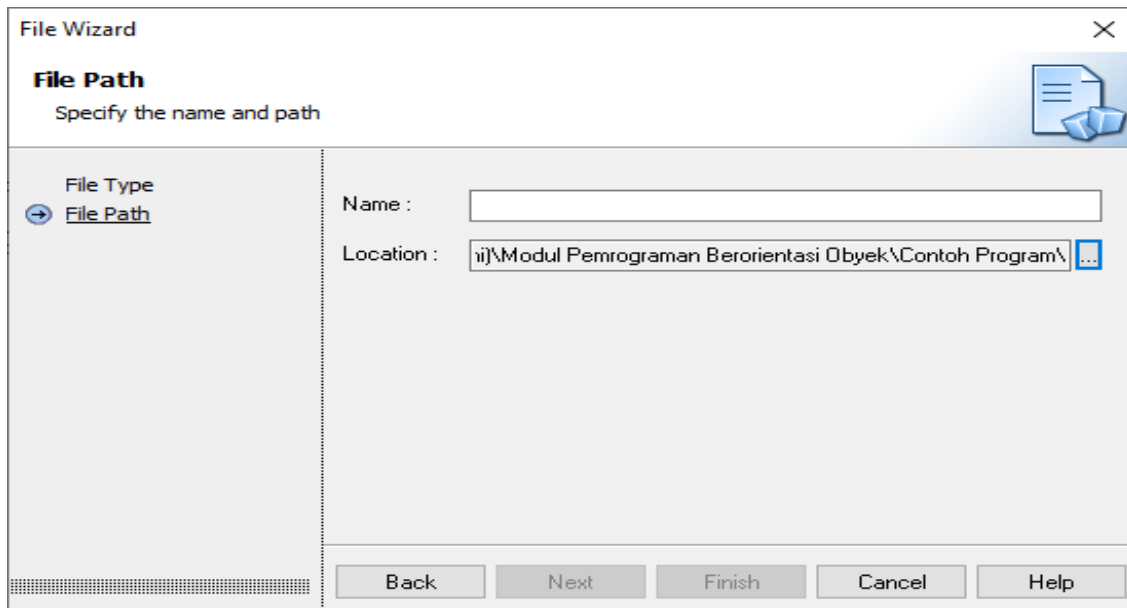 File Wizard
File Path
Specify the name and path
File Type
File Path
Name :
Location : \Modul Pemrograman Berorientasi Obyek\Contoh Program\ ...
Back Next Finish Cancel Help